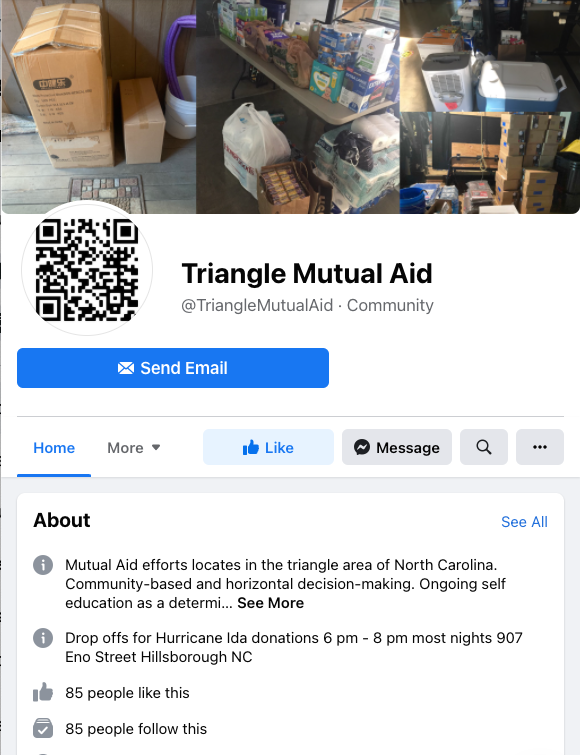 Triangle Mutual Aid
@TriangleMutualAid · Community
Send Email
Home
More
Like
Message
About
See All
Mutual Aid efforts locates in the triangle area of North Carolina.
Community-based and horizontal decision-making. Ongoing self
education as a determi... See More
Drop offs for Hurricane Ida donations 6 pm - 8 pm most nights 907
Eno Street Hillsborough NC
85 people like this
85 people follow this